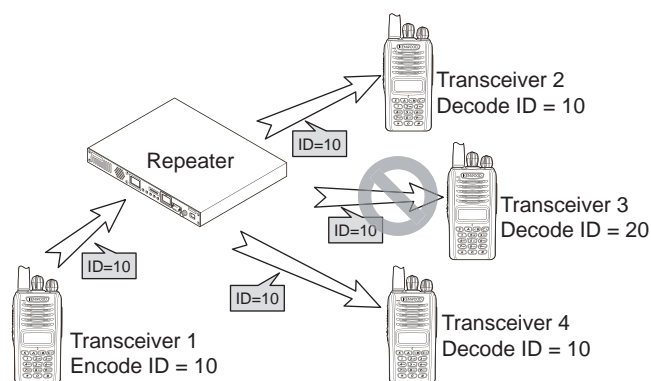 Transceiver 2
Decode ID = 10
ID=10
Repeater
Transceiver 3
Decode ID = 20
ID=10
ID=10
ID=10
Transceiver 1
Encode ID = 10
Transceiver 4
Decode ID = 10